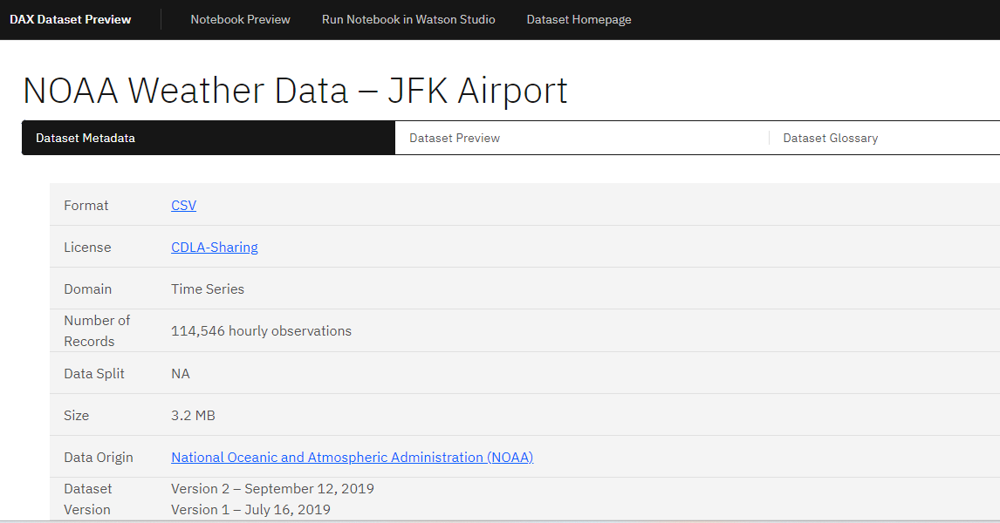 DAX Dataset Preview Notebook Preview Run Notebook in Watson Studio Dataset Homepage
NOAA Weather Data – JFK Airport
Dataset Metadata Dataset Preview Dataset Glossary
Format CSV
License CDLA-Sharing
Domain Time Series
Number of
Records 114,546 hourly observations
Data Split NA
Size 3.2 MB
Data Origin National Oceanic and Atmospheric Administration (NOAA)
Dataset Version 2 – September 12, 2019
Version Version 1 – July 16, 2019